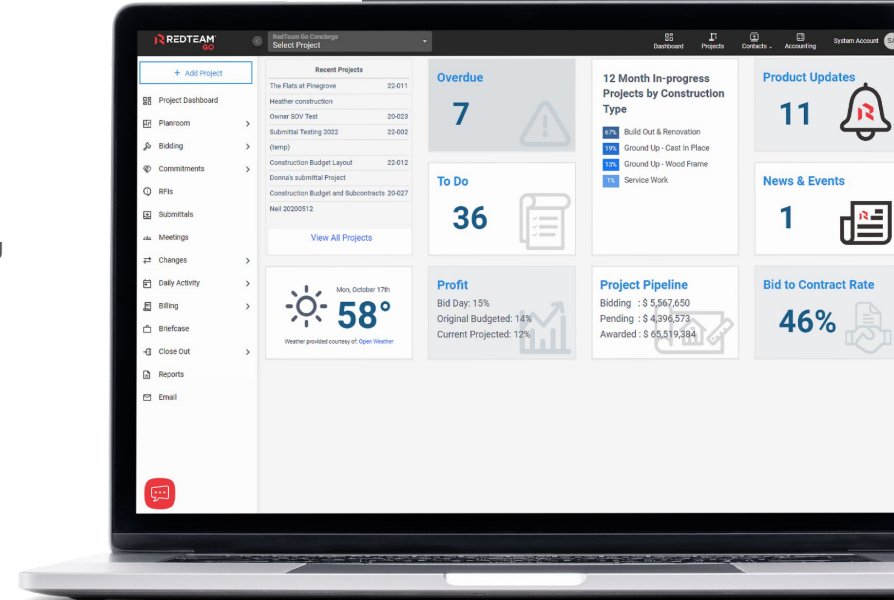 REDTEAM
GO
RedTeam Go Concierge
Select Project
Dashboard
Projects
Contacts
Accounting
System Account
SA
+ Add Project
Project Dashboard
Planroom
Bidding
Commitments
RFIs
Submittals
Meetings
Changes
Daily Activity
Billing
Briefcase
Close Out
Reports
Email
Recent Projects
The Flats at Pinegrove 22-011
Heather construction
Owner SOV Test 20-023
Submittal Testing 2022 22-002
(temp)
Construction Budget Layout 22-012
Donna's submittal Project
Construction Budget and Subcontracts 20-027
Neil 20200512
View All Projects
Mon, October 17th
58°
Weather provided courtesy of: Open Weather
Overdue
7
To Do
36
Profit
Bid Day: 15%
Original Budgeted: 14%
Current Projected: 12%
12 Month In-progress
Projects by Construction
Type
67% Build Out & Renovation
19% Ground Up - Cast In Place
13% Ground Up - Wood Frame
1% Service Work
Project Pipeline
Bidding : $ 5,567,650
Pending : $ 4,396,573
Awarded : $ 65,519,384
Product Updates
11
News & Events
1
Bid to Contract Rate
46%